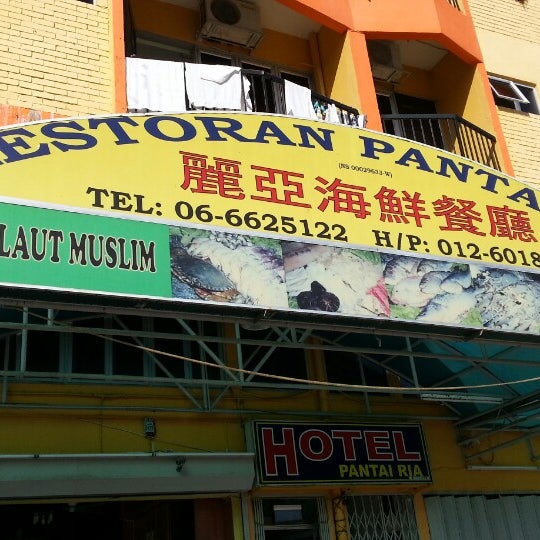 ESTORAN PANTA
(NS 00029633-W)
麗亞海鮮餐廳
TEL: 06-6625122 H/P: 012-6018
LAUT MUSLIM
HOTEL
PANTAI RIA